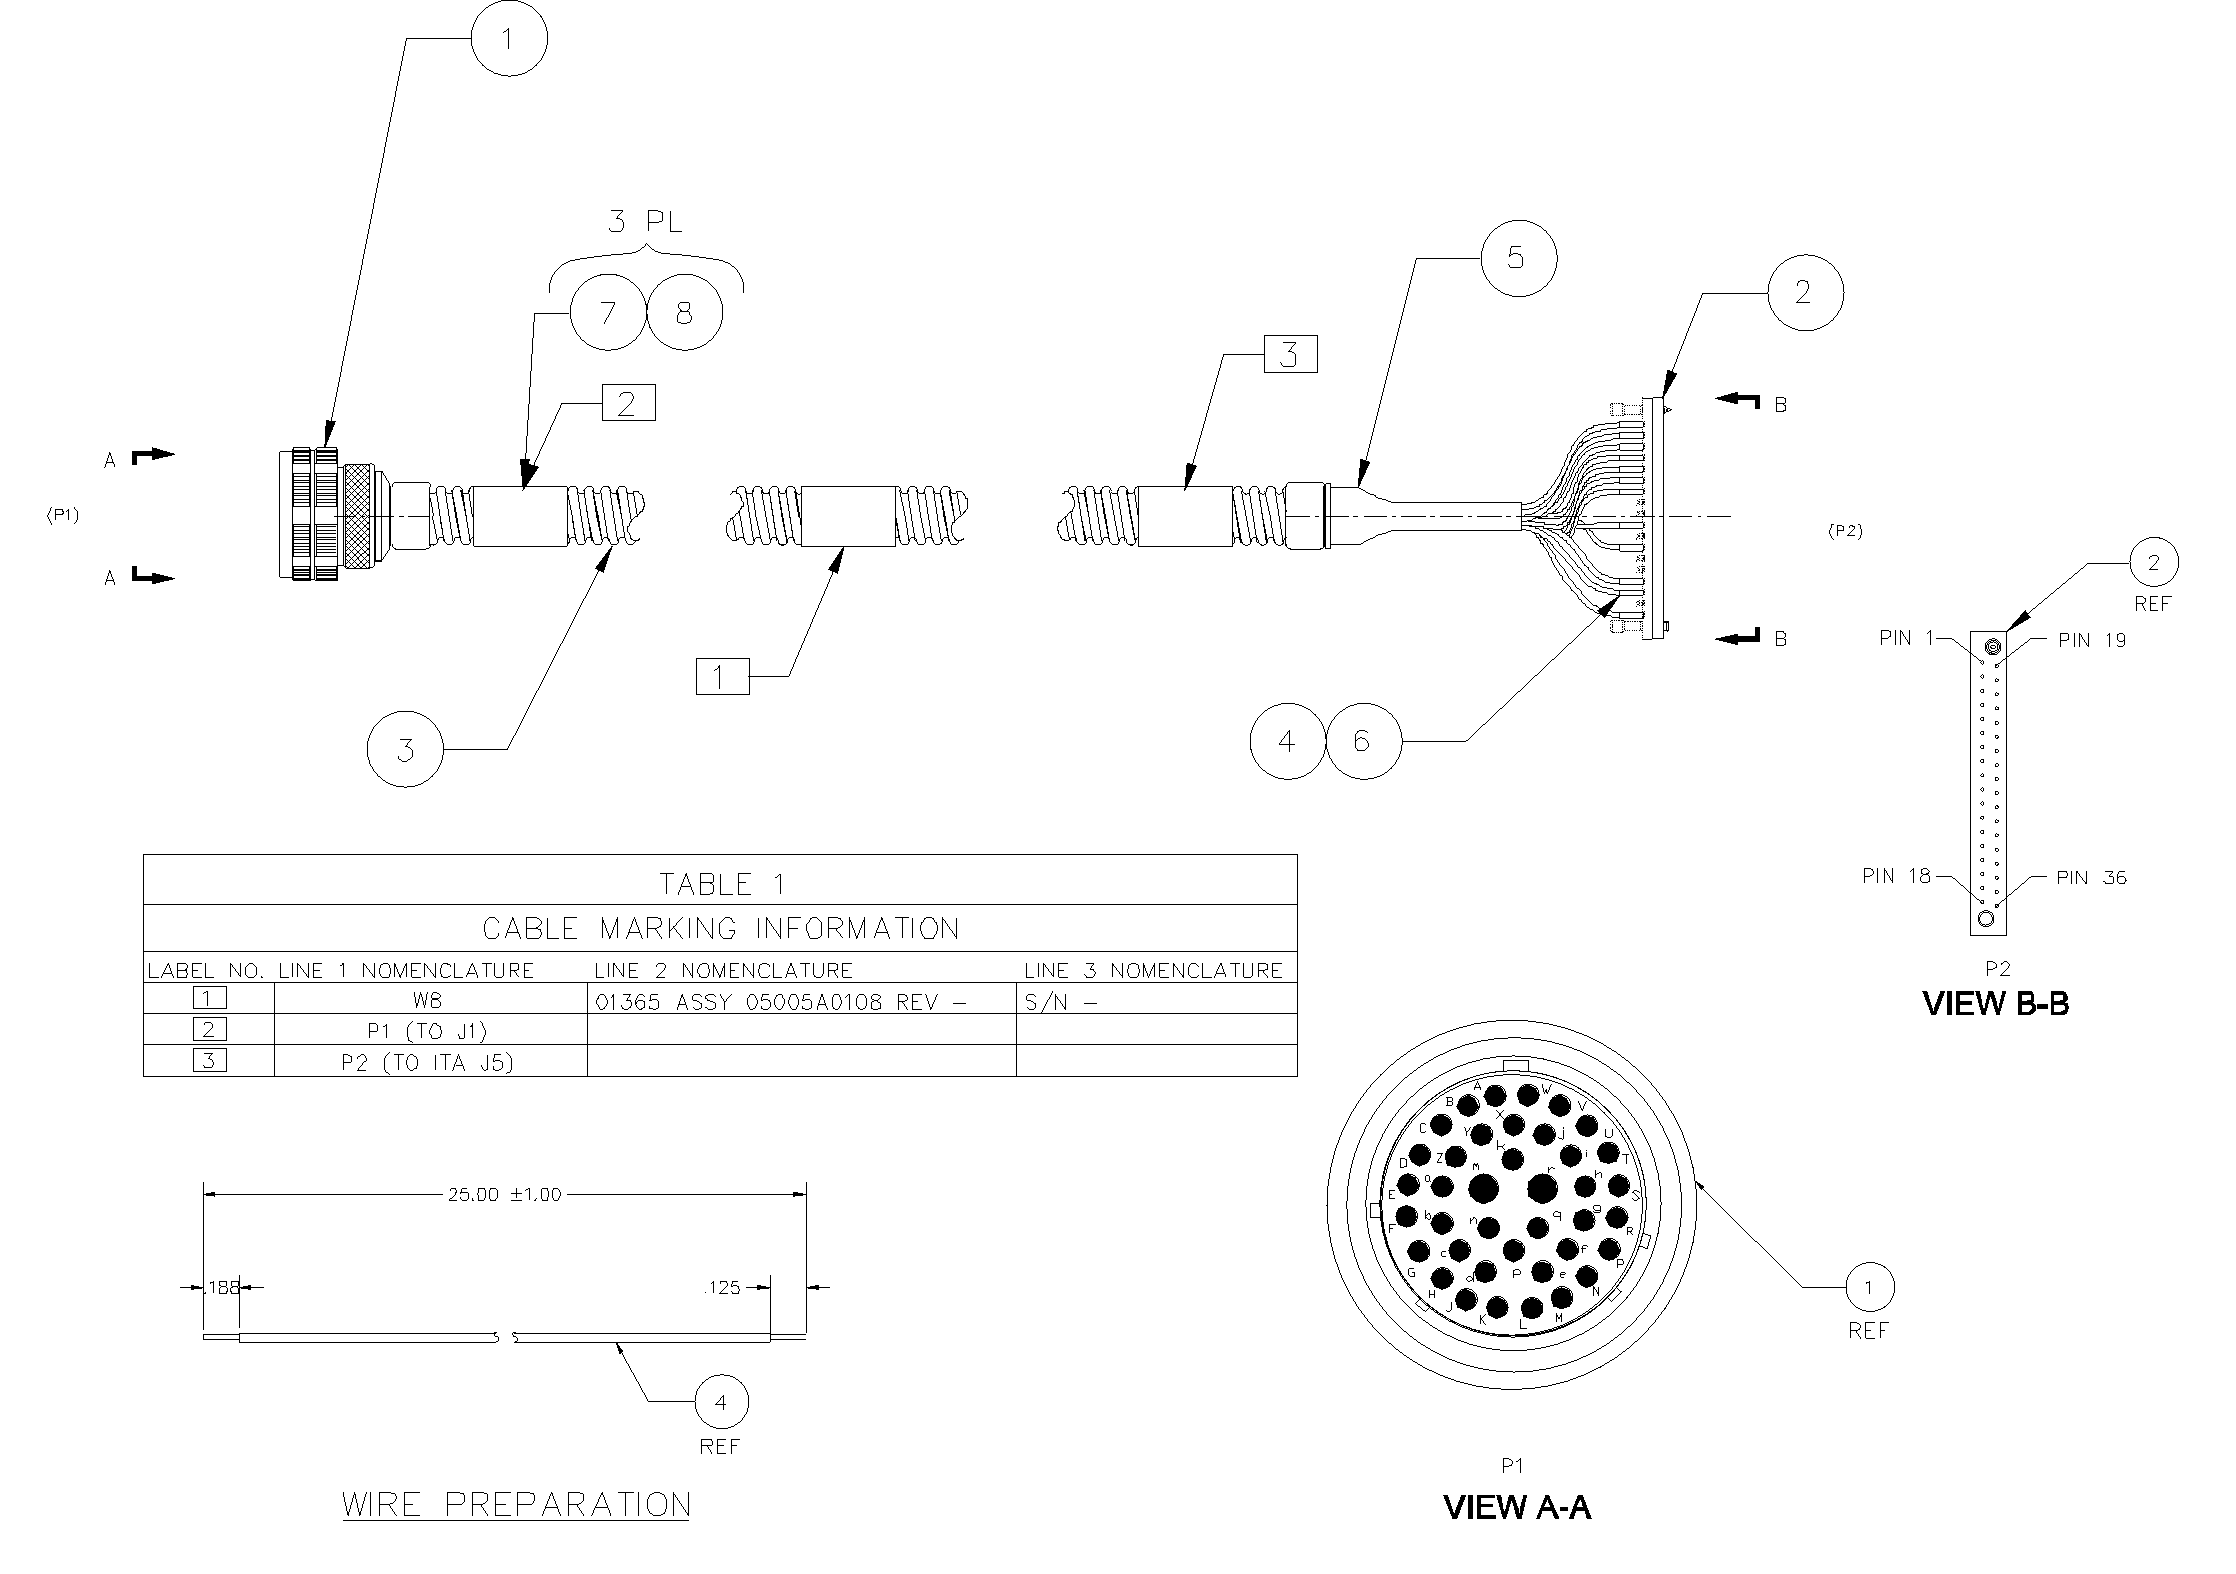 1
3 PL
7 8
2
3
5
2
A
(P1)
A
B
(P2)
B
1
3
4 6
2
REF
PIN 1
PIN 19
PIN 18
PIN 36
P2
VIEW B-B
TABLE 1
CABLE MARKING INFORMATION
LABEL NO. LINE 1 NOMENCLATURE LINE 2 NOMENCLATURE LINE 3 NOMENCLATURE
1 W8 01365 ASSY 05005A0108 REV - S/N -
2 P1 (TO J1)
3 P2 (TO ITA J5)
25.00 ±1.00
.188
.125
4
REF
WIRE PREPARATION
A W
B X V
C Y j U
D Z k i T
M r h
E a S
F b n q g R
c f P
G d p e N
H J K L M
1
REF
P1
VIEW A-A